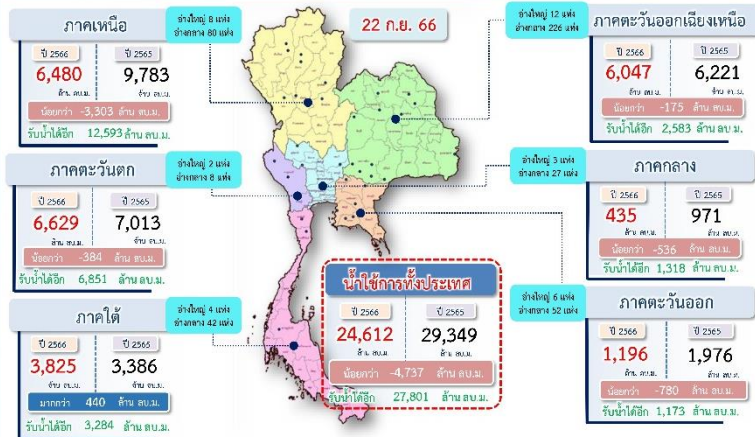 22 ก.ย. 66
ภาคเหนือ
ปี 2566 ปี 2565
6,480 9,783
ล้าน ลบ.ม. ล้าน ลบ.ม.
น้อยกว่า -3,303 ล้าน ลบ.ม.
รับน้ำได้อีก 12,593 ล้าน ลบ.ม.
อ่างใหญ่ 8 แห่ง
อ่างกลาง 80 แห่ง
อ่างใหญ่ 12 แห่ง
อ่างกลาง 226 แห่ง
ภาคตะวันออกเฉียงเหนือ
ปี 2566 ปี 2565
6,047 6,221
ล้าน ลบ.ม. ล้าน ลบ.ม.
น้อยกว่า -175 ล้าน ลบ.ม.
รับน้ำได้อีก 2,583 ล้าน ลบ.ม.
ภาคตะวันตก
ปี 2566 ปี 2565
6,629 7,013
ล้าน ลบ.ม. ล้าน ลบ.ม.
น้อยกว่า -384 ล้าน ลบ.ม.
รับน้ำได้อีก 6,851 ล้าน ลบ.ม.
อ่างใหญ่ 2 แห่ง
อ่างกลาง 8 แห่ง
อ่างใหญ่ 3 แห่ง
อ่างกลาง 27 แห่ง
ภาคกลาง
ปี 2566 ปี 2565
435 971
ล้าน ลบ.ม. ล้าน ลบ.ม.
น้อยกว่า -536 ล้าน ลบ.ม.
รับน้ำได้อีก 1,318 ล้าน ลบ.ม.
ภาคใต้
ปี 2566 ปี 2565
3,825 3,386
ล้าน ลบ.ม. ล้าน ลบ.ม.
มากกว่า 440 ล้าน ลบ.ม.
รับน้ำได้อีก 3,284 ล้าน ลบ.ม.
อ่างใหญ่ 4 แห่ง
อ่างกลาง 42 แห่ง
น้ำใช้การทั้งประเทศ
ปี 2566 ปี 2565
24,612 29,349
ล้าน ลบ.ม. ล้าน ลบ.ม.
น้อยกว่า -4,737 ล้าน ลบ.ม.
รับน้ำได้อีก 27,801 ล้าน ลบ.ม.
อ่างใหญ่ 6 แห่ง
อ่างกลาง 52 แห่ง
ภาคตะวันออก
ปี 2566 ปี 2565
1,196 1,976
ล้าน ลบ.ม. ล้าน ลบ.ม.
น้อยกว่า -780 ล้าน ลบ.ม.
รับน้ำได้อีก 1,173 ล้าน ลบ.ม.